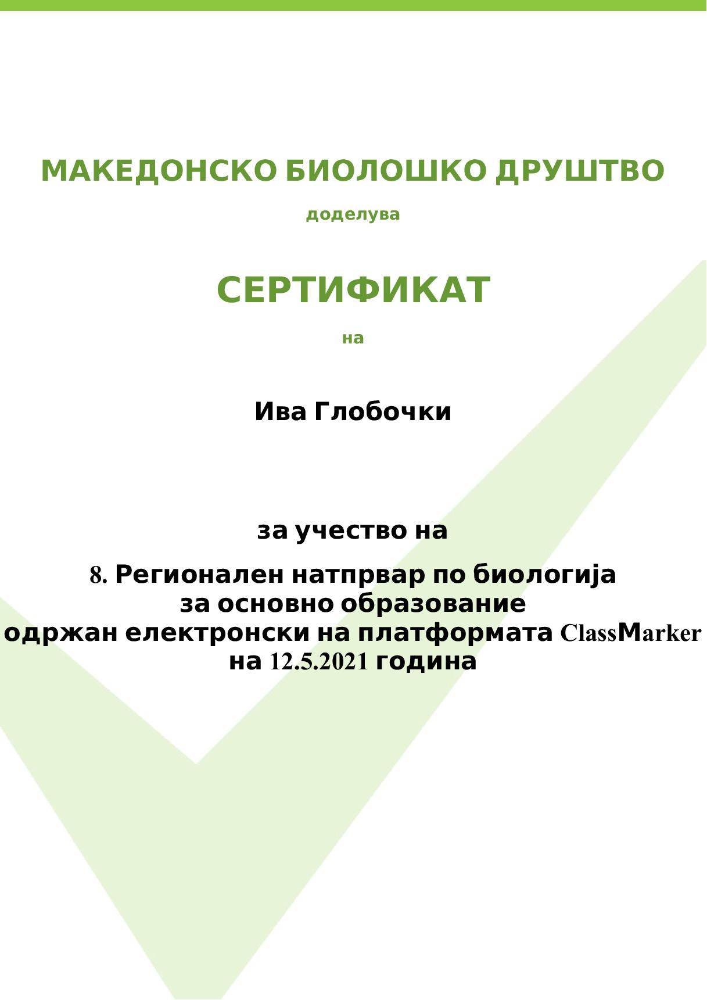 МАКЕДОНСКО БИОЛОШКО ДРУШТВО
доделува
СЕРТИФИКАТ
на
Ива Глобочки
за учество на
8. Регионален натпрвар по биологија
за основно образование
одржан електронски на платформата ClassМarker
на 12.5.2021 година